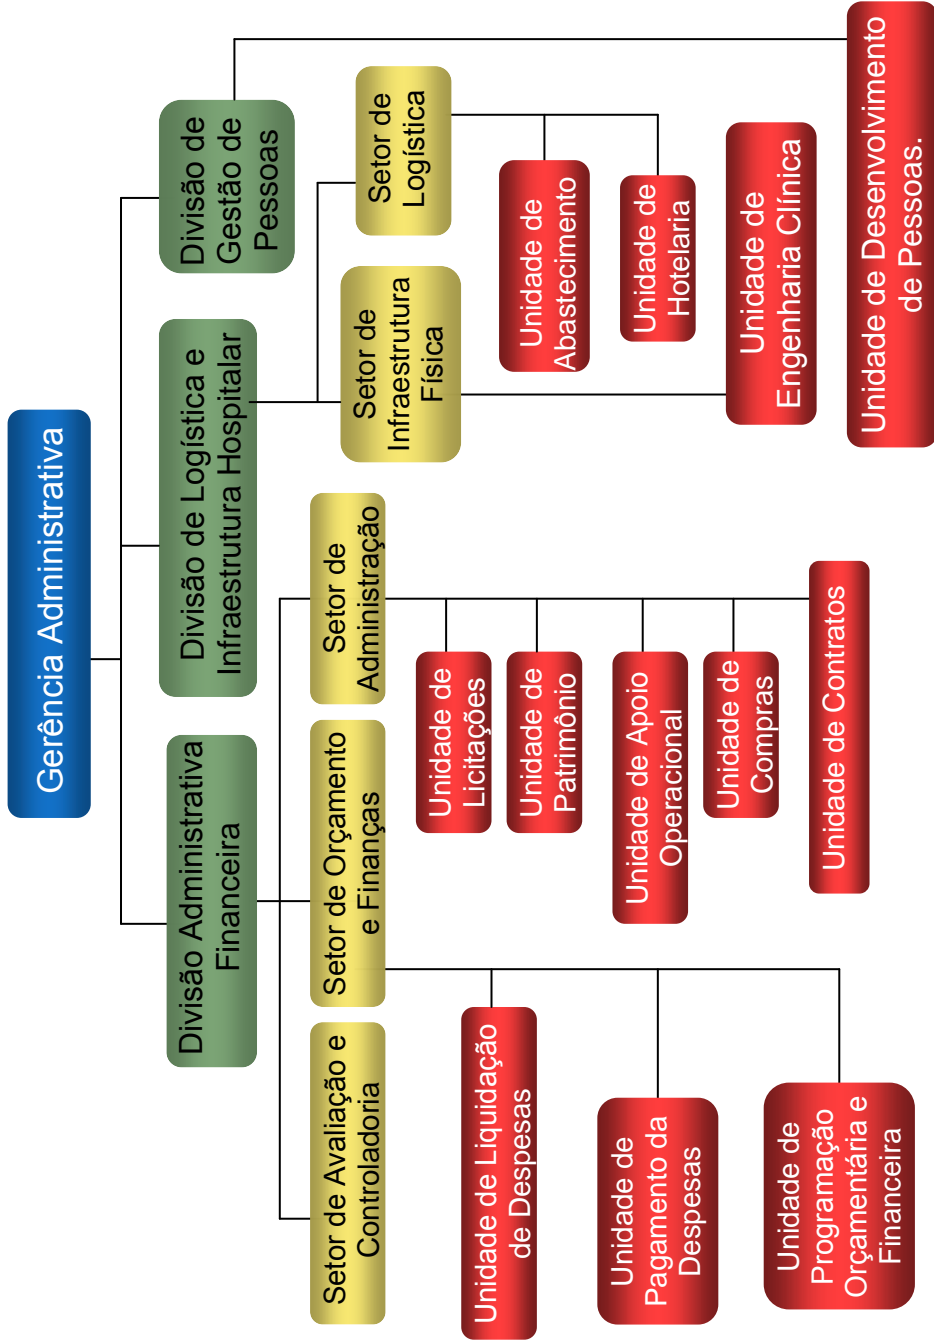 Gerência Administrativa
Divisão Administrativa
Financeira
Divisão de Logística e
Infraestrutura Hospitalar
Divisão de
Gestão de
Pessoas
Setor de Avaliação e
Controladoria
Setor de Orçamento
e Finanças
Setor de
Administração
Setor de
Infraestrutura
Física
Setor de
Logística
Unidade de Liquidação
de Despesas
Unidade de
Pagamento da
Despesas
Unidade de
Programação
Orçamentária e
Financeira
Unidade de
Licitações
Unidade de
Patrimônio
Unidade de Apoio
Operacional
Unidade de
Compras
Unidade de Contratos
Unidade de
Abastecimento
Unidade de
Hotelaria
Unidade de
Engenharia Clínica
Unidade de Desenvolvimento
de Pessoas.